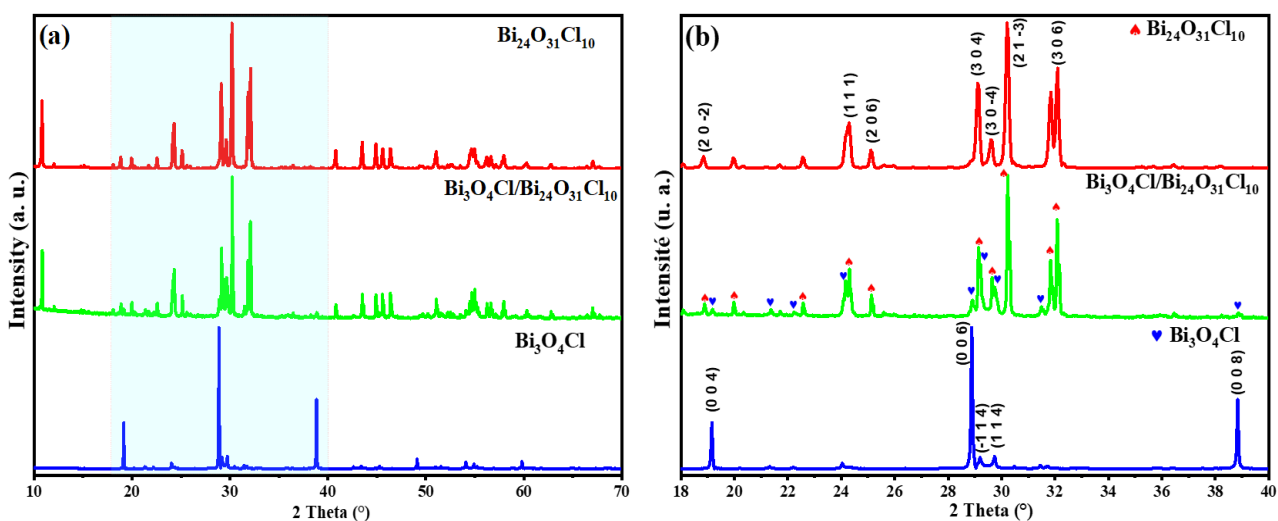 (a)
Bi₂₄O₃₁Cl₁₀
Bi₃O₄Cl/Bi₂₄O₃₁Cl₁₀
Bi₃O₄Cl
Intensity (a. u.)
10 20 30 40 50 60 70
2 Theta (°)
(b)
♠ Bi₂₄O₃₁Cl₁₀
(2 0 -2)
(1 1 1)
(2 0 6)
(3 0 4)
(3 0 -4)
(2 1 -3)
(3 0 6)
Bi₃O₄Cl/Bi₂₄O₃₁Cl₁₀
♥ Bi₃O₄Cl
(0 0 4)
(0 0 6)
(-1 1 4)
(1 1 4)
(0 0 8)
Intensité (u. a.)
18 20 22 24 26 28 30 32 34 36 38 40
2 Theta (°)